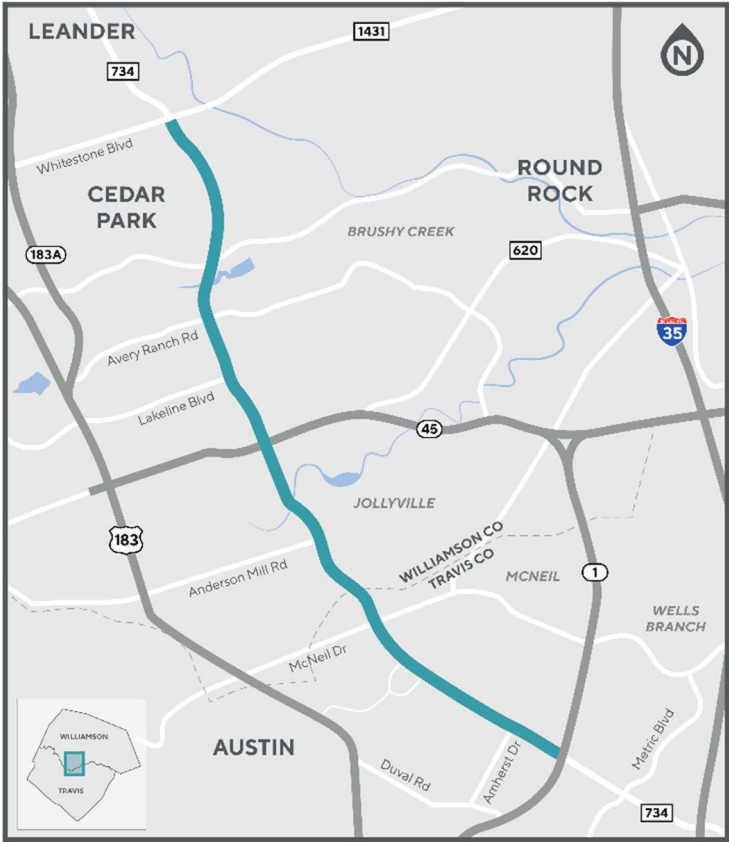 LEANDER
1431
734
N
Whitestone Blvd
ROUND
ROCK
CEDAR
PARK
BRUSHY CREEK
620
183A
35
Avery Ranch Rd
Lakeline Blvd
45
JOLLYVILLE
183
WILLIAMSON CO
TRAVIS CO
Anderson Mill Rd
MCNEIL
1
WELLS
BRANCH
McNeil Dr
WILLIAMSON
TRAVIS
AUSTIN
Duval Rd
Amherst Dr
Metric Blvd
734